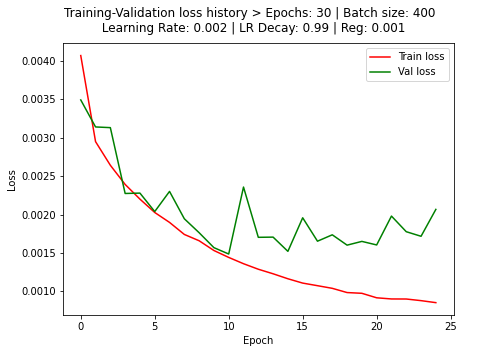 Training-Validation loss history > Epochs: 30 | Batch size: 400
Learning Rate: 0.002 | LR Decay: 0.99 | Reg: 0.001
Train loss
Val loss
0.0040
0.0035
0.0030
0.0025
0.0020
0.0015
0.0010
Loss
0
5
10
15
20
25
Epoch